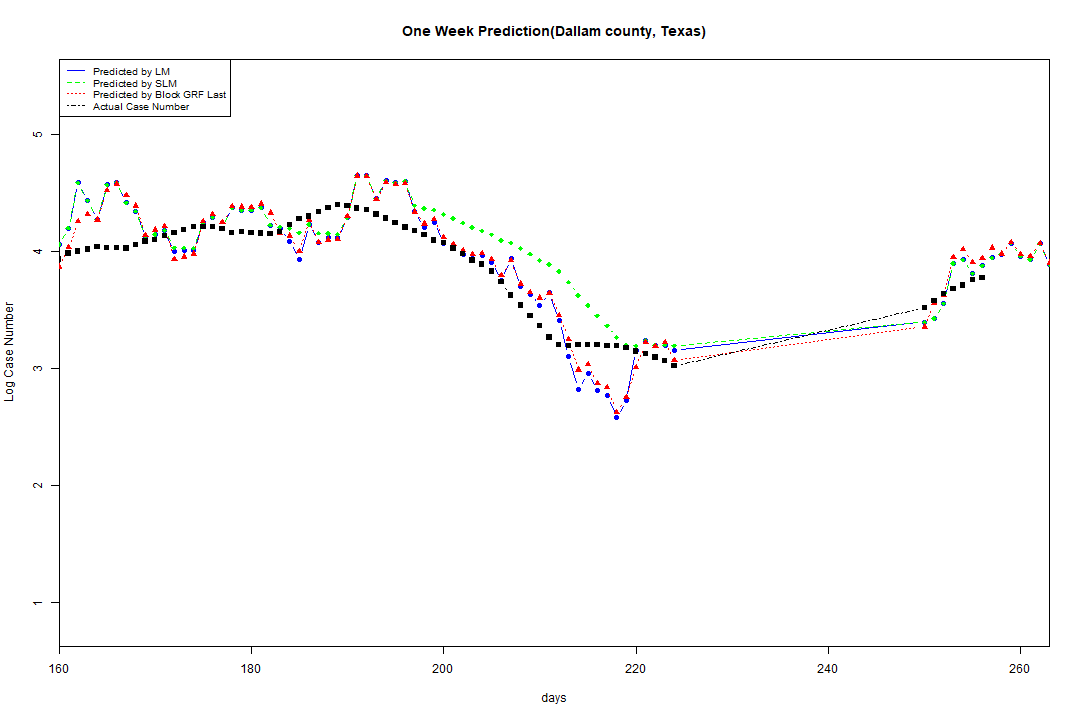 One Week Prediction(Dallam county, Texas)
Predicted by LM
Predicted by SLM
Predicted by Block GRF Last
Actual Case Number
5
4
3
2
1
Log Case Number
160 180 200 220 240 260
days